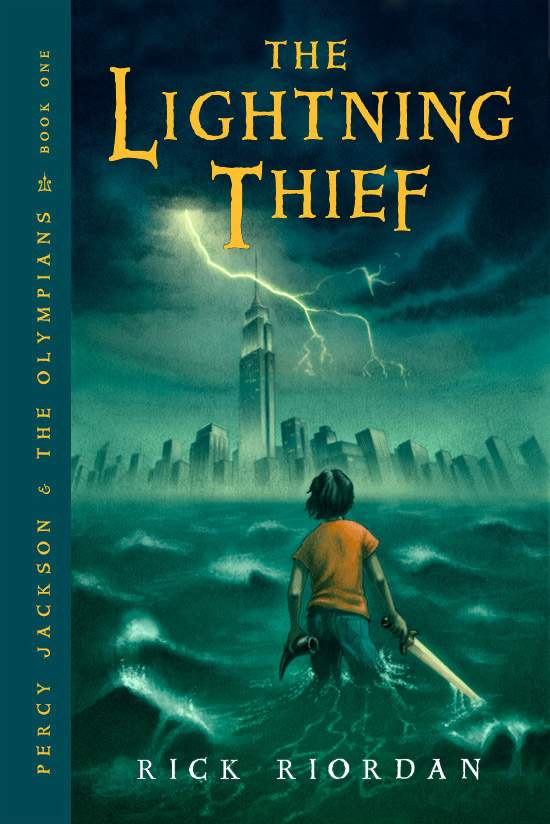 THE
LIGHTNING
THIEF
PERCY JACKSON & THE OLYMPIANS BOOK ONE
RICK RIORDAN